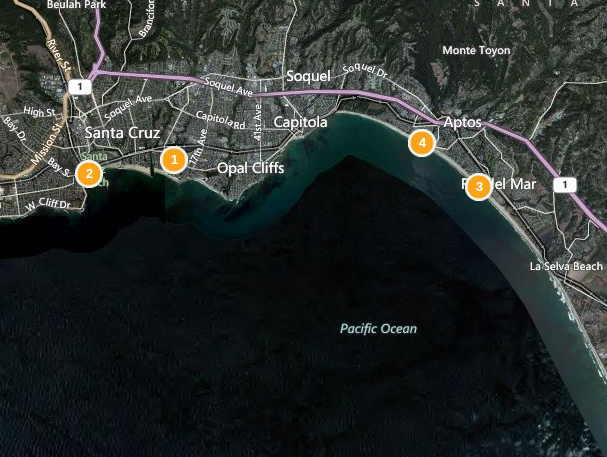 Beulah Park
S A N T A
Brancifor
River St
Monte Toyon
1
Soquel
Soquel Dr
Soquel Ave
High St
Soquel Ave
Capitola Rd
41st Ave
Capitola
Aptos
Bay Dr
Mission St
Santa Cruz
17th Ave
4
1
Santa
Bay S
2
ch
Opal Cliffs
3
R
del Mar
1
W. Cliff Dr
La Selva Beach
Pacific Ocean